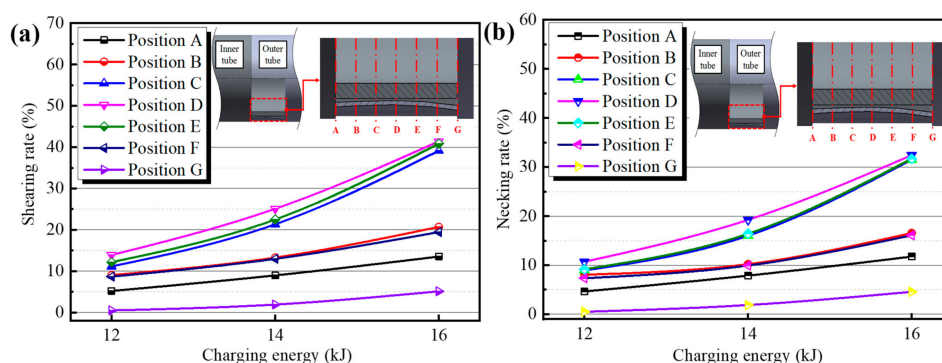 (a)
70
60
50
40
30
20
10
0
Shearing rate (%)
Position A
Position B
Position C
Position D
Position E
Position F
Position G
Inner tube
Outer tube
A B C D E F G
12 14 16
Charging energy (kJ)
(b)
60
50
40
30
20
10
0
Necking rate (%)
Position A
Position B
Position C
Position D
Position E
Position F
Position G
Inner tube
Outer tube
A B C D E F G
12 14 16
Charging energy (kJ)